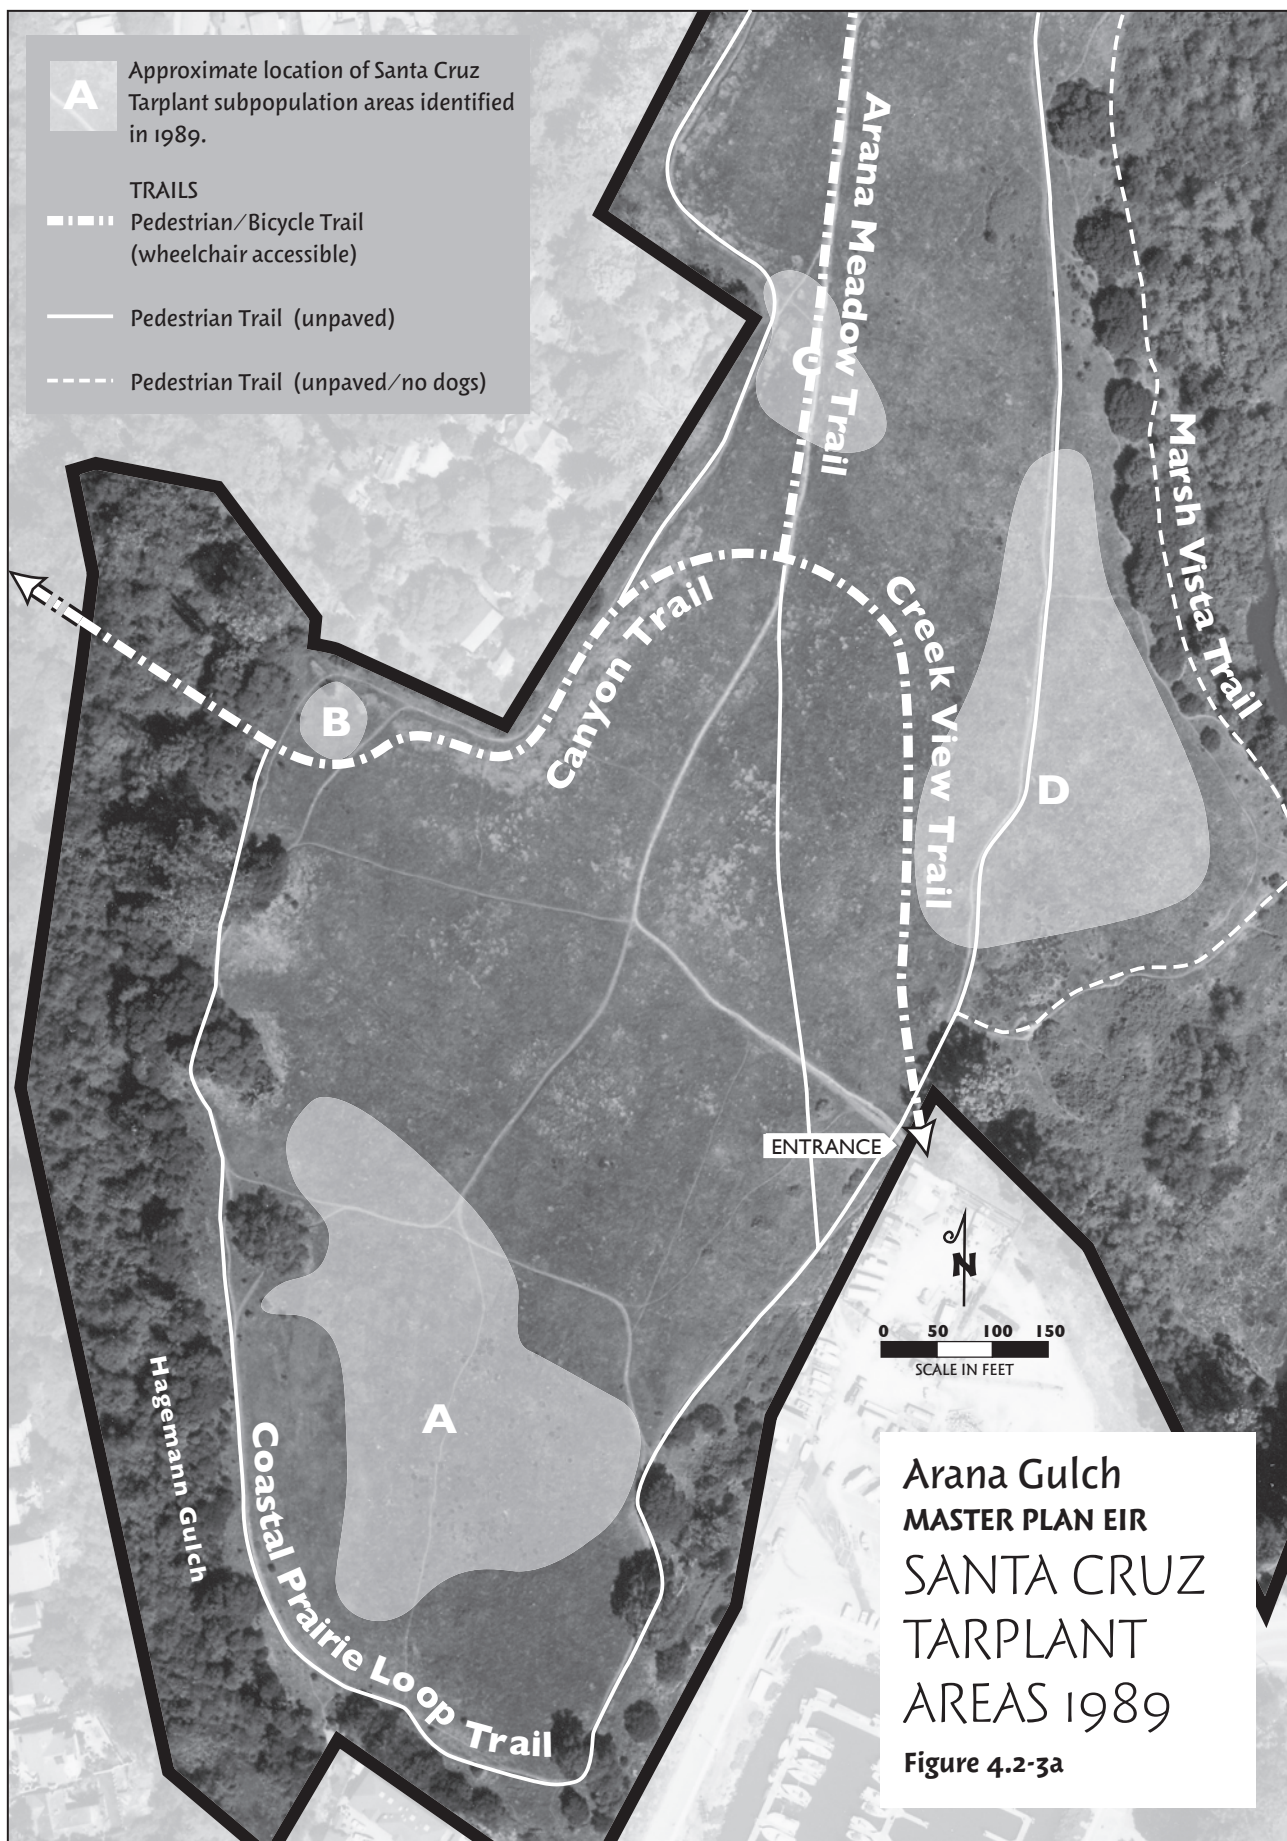 A
Approximate location of Santa Cruz
Tarplant subpopulation areas identified
in 1989.
TRAILS
Pedestrian/Bicycle Trail
(wheelchair accessible)
Pedestrian Trail (unpaved)
Pedestrian Trail (unpaved/no dogs)
Arana Meadow Trail
C
Marsh Vista Trail
Canyon Trail
Creek View Trail
B
D
ENTRANCE
N
0 50 100 150
SCALE IN FEET
A
Hagemann Gulch
Coastal Prairie Loop Trail
Arana Gulch
MASTER PLAN EIR
SANTA CRUZ
TARPLANT
AREAS 1989
Figure 4.2-3a